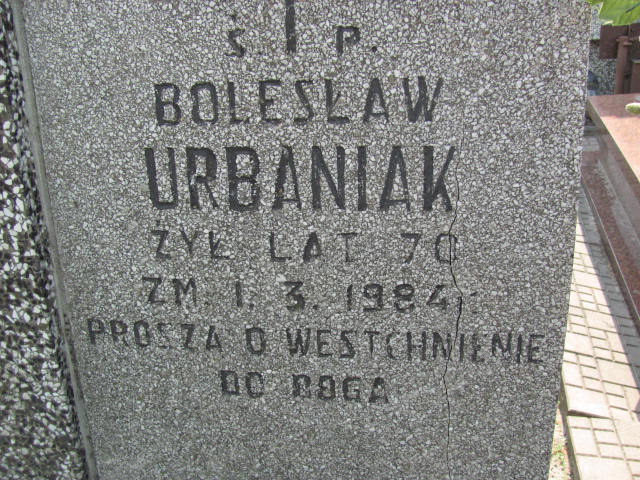 Ś P.
BOLESŁAW
URBANIAK
ŻYŁ LAT 70
ZM. 1. 3. 1984
PROSZĄ O WESTCHNIENIE
DO BOGA